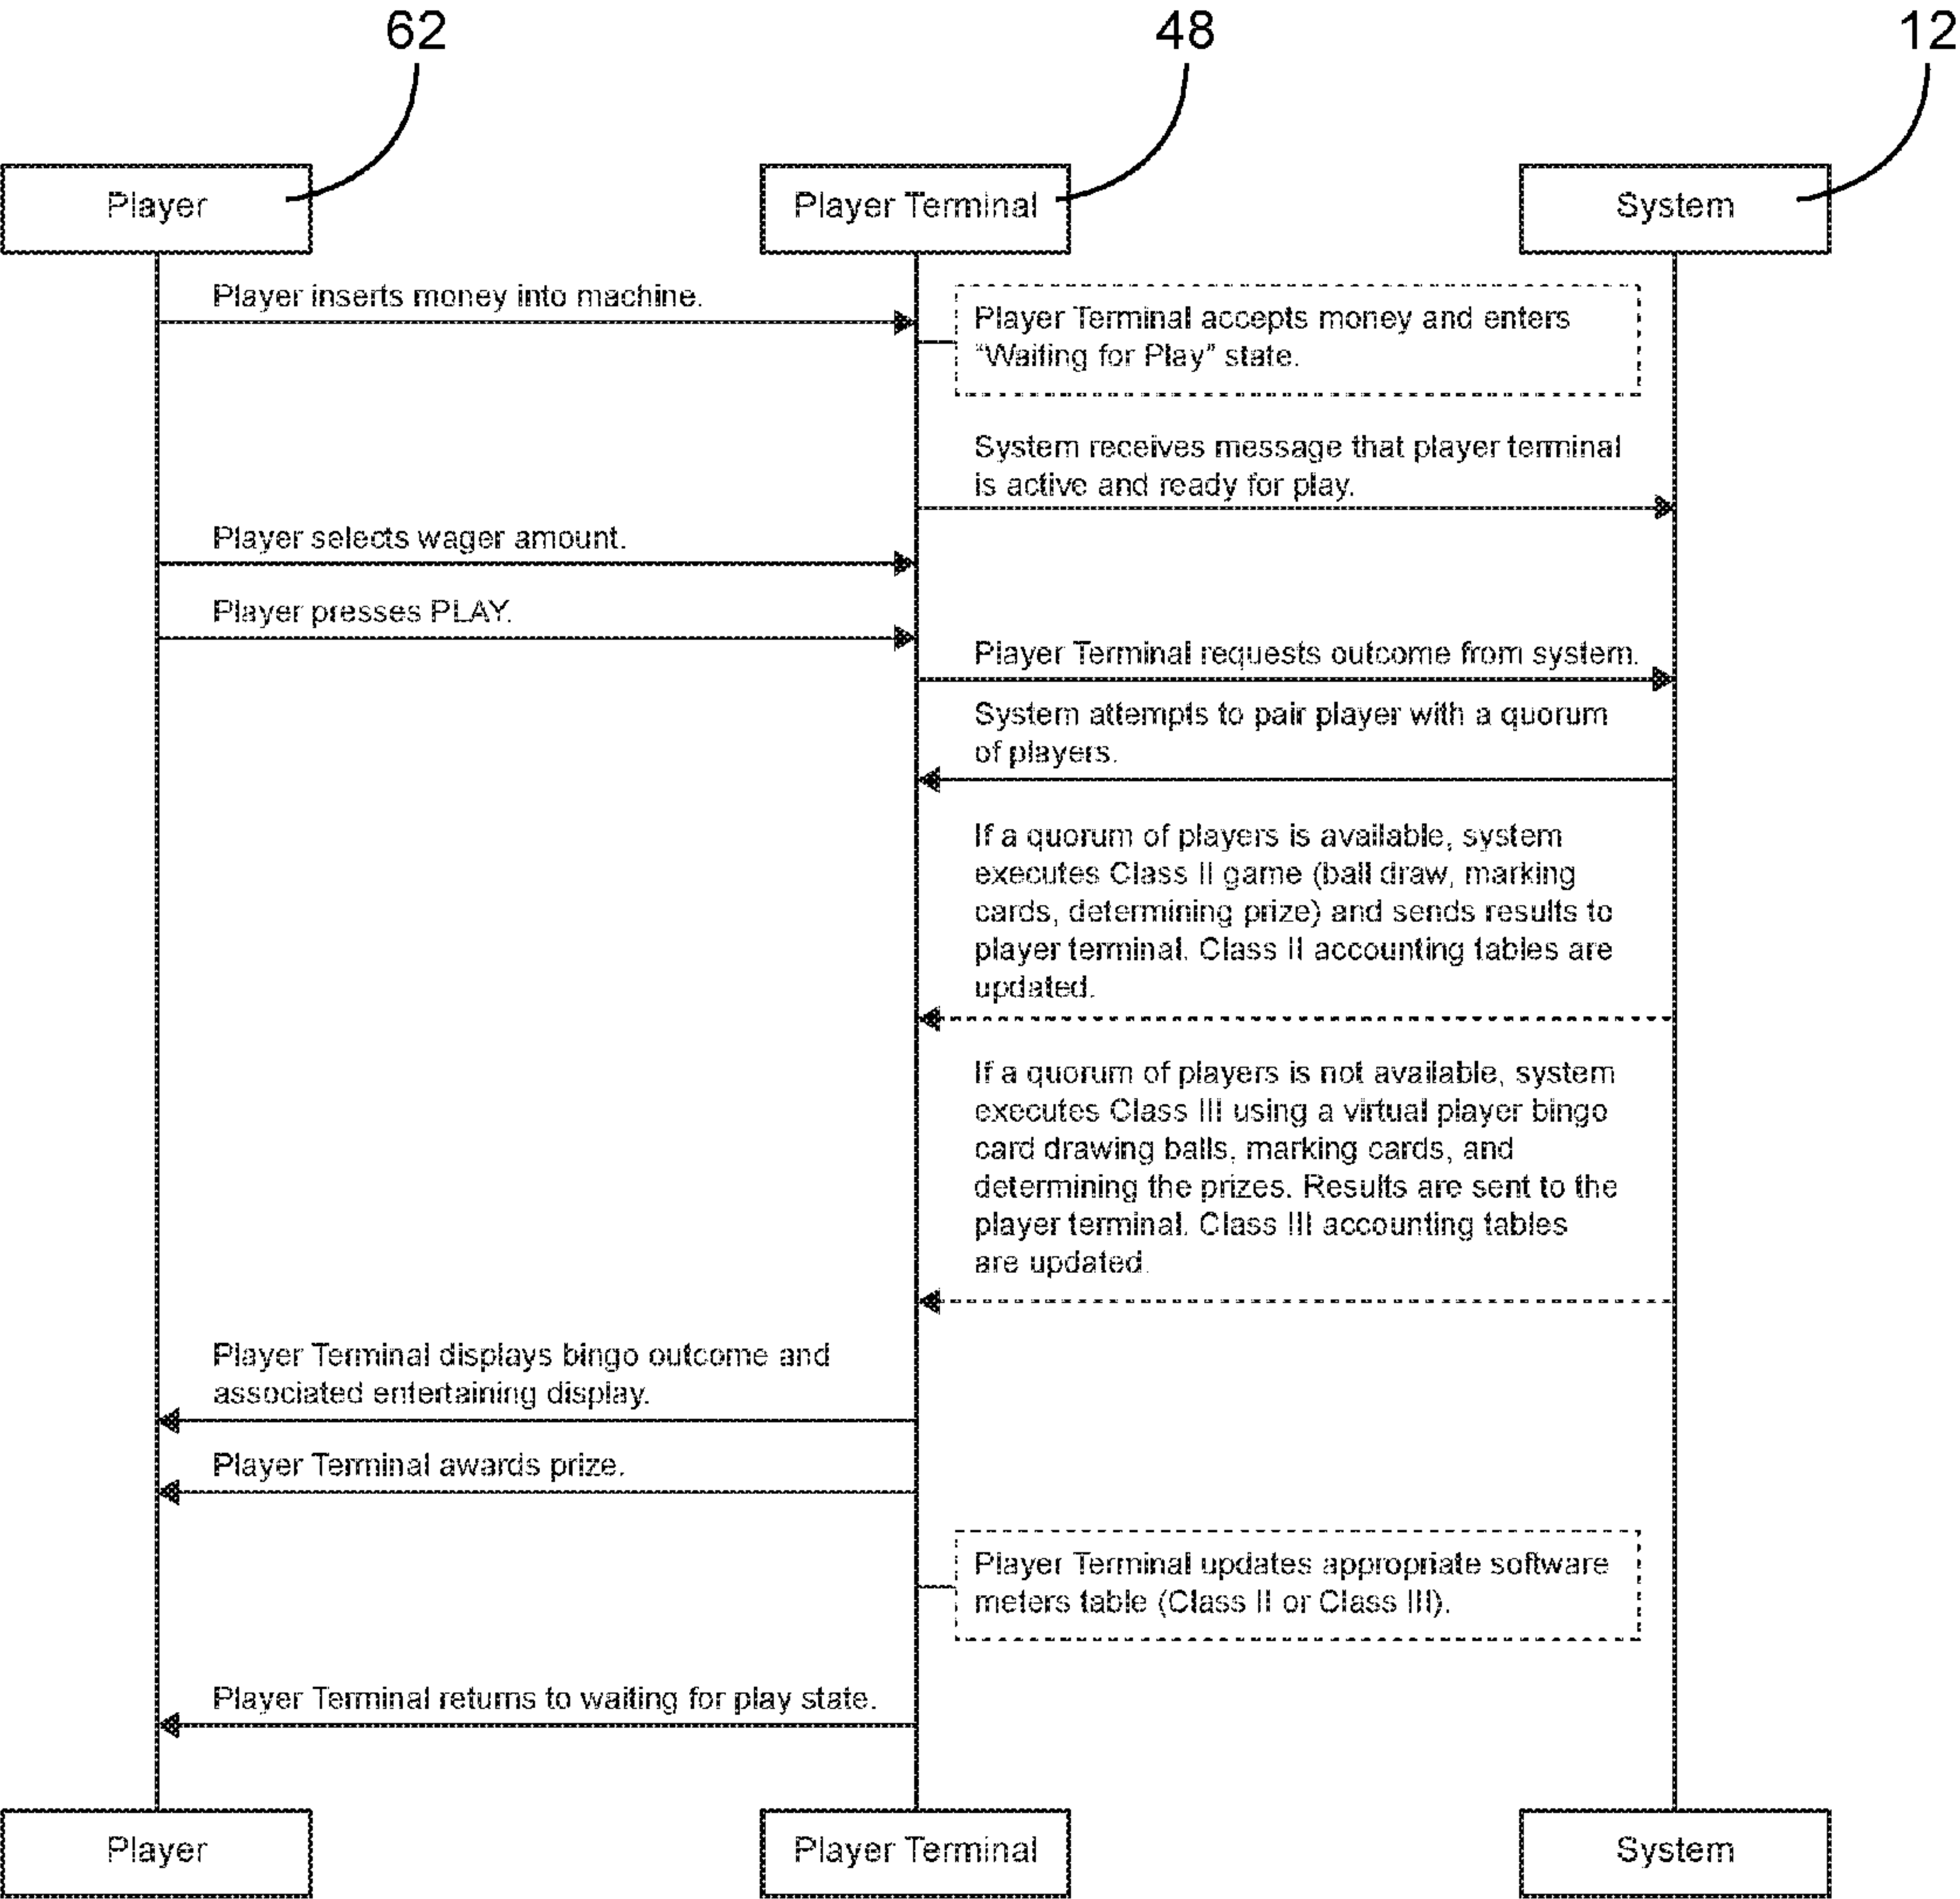 62
48
12
Player
Player Terminal
System
Player inserts money into machine.
Player Terminal accepts money and enters
"Waiting for Play" state.
System receives message that player terminal
is active and ready for play.
Player selects wager amount.
Player presses PLAY.
Player Terminal requests outcome from system.
System attempts to pair player with a quorum
of players.
If a quorum of players is available, system
executes Class II game (ball draw, marking
cards, determining prize) and sends results to
player terminal. Class II accounting tables are
updated.
If a quorum of players is not available, system
executes Class III using a virtual player bingo
card drawing balls, marking cards, and
determining the prizes. Results are sent to the
player terminal. Class III accounting tables
are updated.
Player Terminal displays bingo outcome and
associated entertaining display.
Player Terminal awards prize.
Player Terminal updates appropriate software
meters table (Class II or Class III).
Player Terminal returns to waiting for play state.
Player
Player Terminal
System